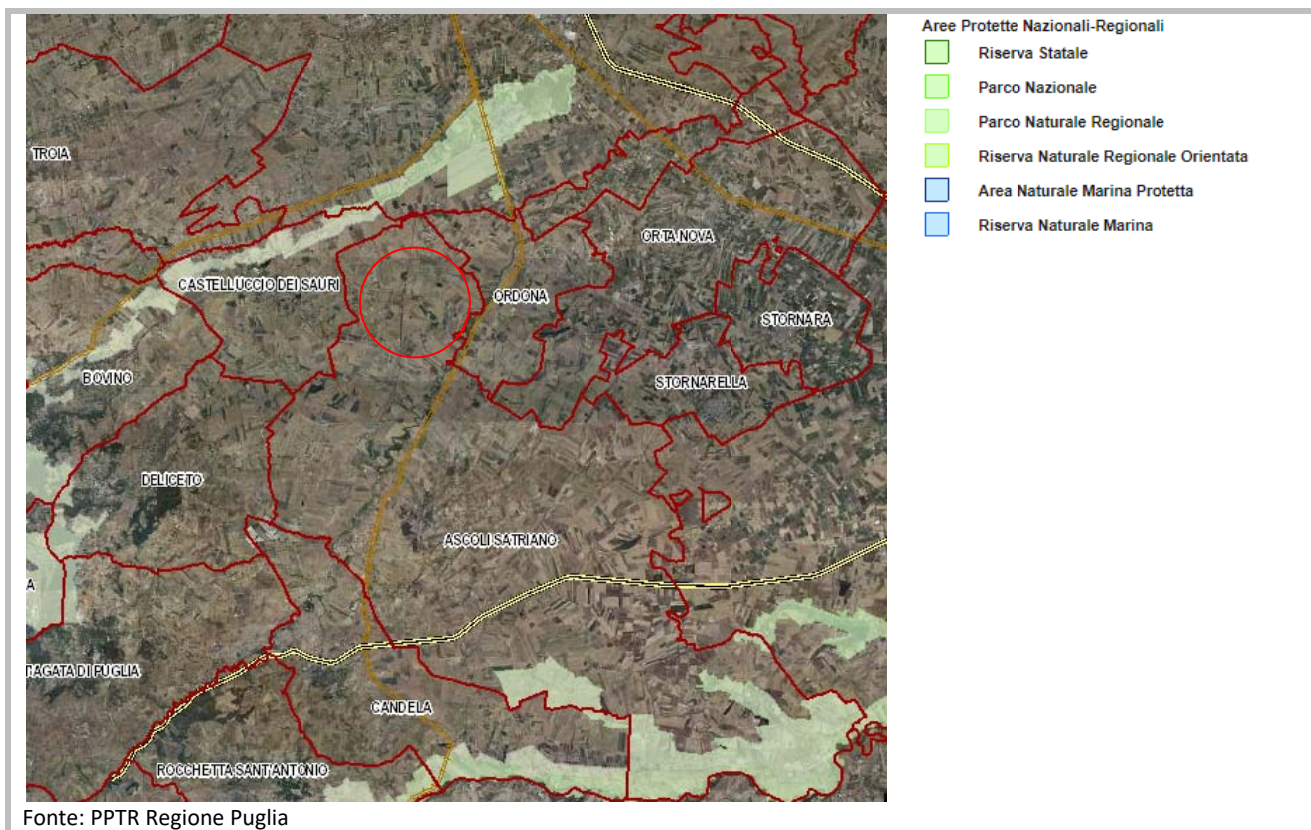 Aree Protette Nazionali-Regionali
Riserva Statale
Parco Nazionale
Parco Naturale Regionale
Riserva Naturale Regionale Orientata
Area Naturale Marina Protetta
Riserva Naturale Marina
TROIA
ORTA NOVA
CASTELLUCCIO DEI SAURI
ORDONA
STORNARA
BOVINO
STORNARELLA
DELICETO
ASCOLI SATRIANO
A
TAGATA DI PUGLIA
CANDELA
ROCCHETTA SANT'ANTONIO
Fonte: PPTR Regione Puglia